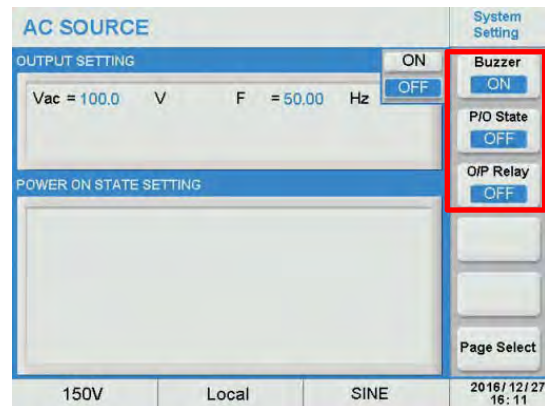 AC SOURCE
System
Setting
OUTPUT SETTING
ON
OFF
Vac = 100.0 V F = 50.00 Hz
POWER ON STATE SETTING
Buzzer
ON
P/O State
OFF
O/P Relay
OFF
Page Select
150V Local SINE
2016/12/27
16:11